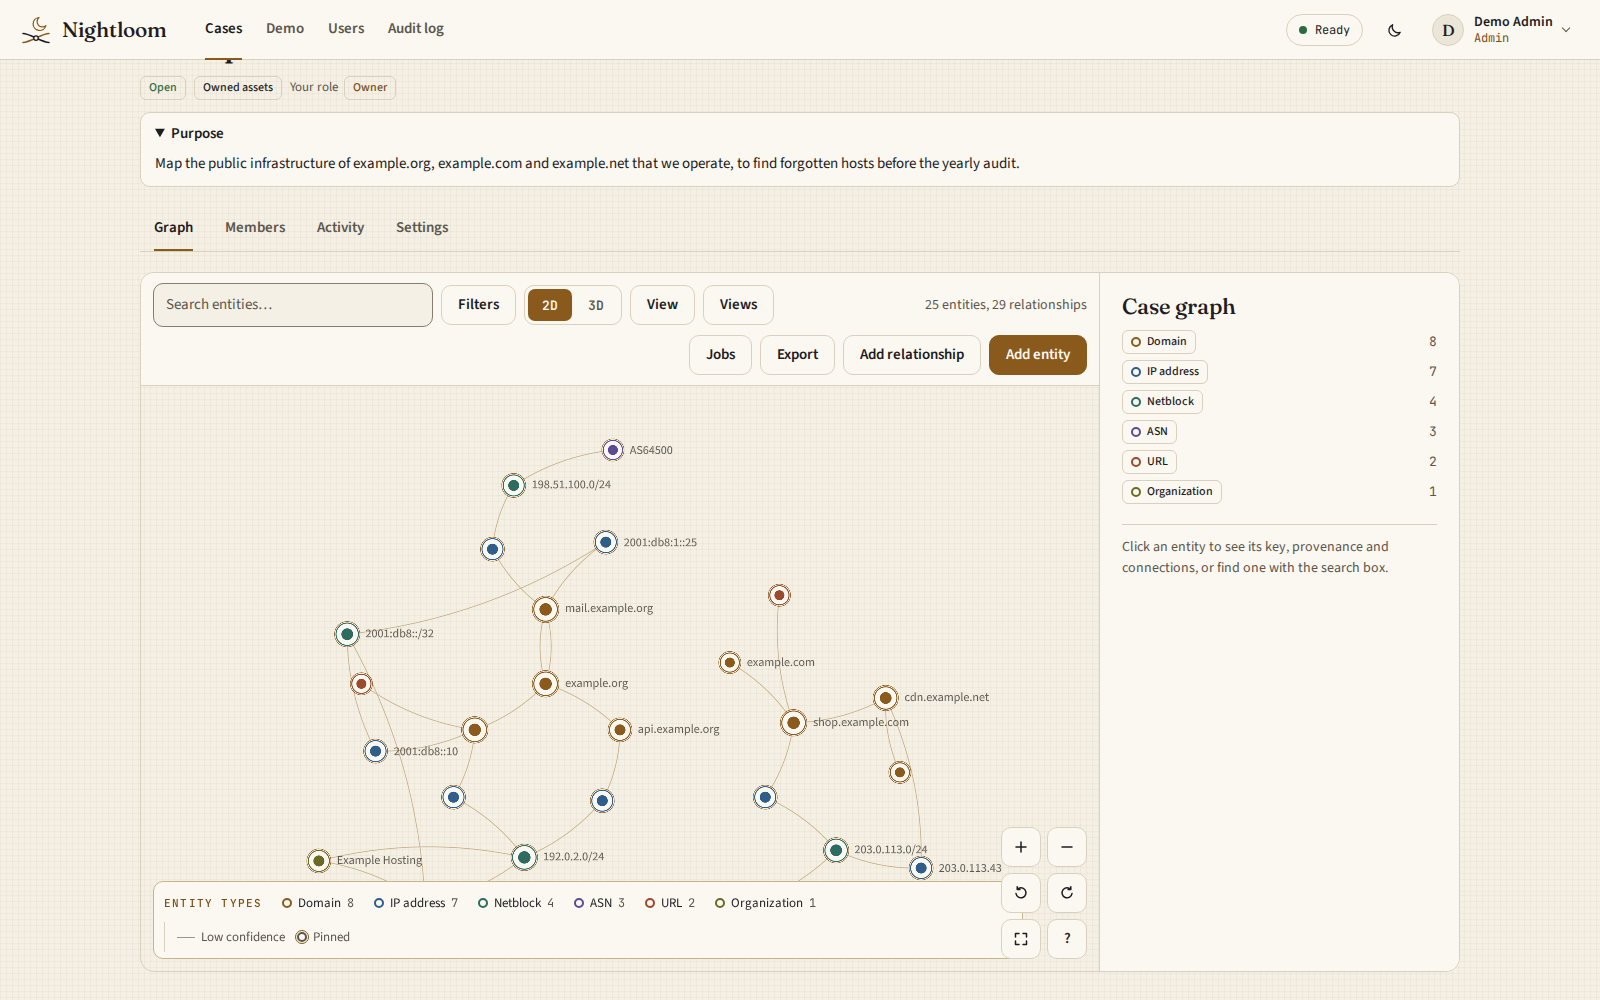 Nightloom
Cases
Demo
Users
Audit log
Ready
D
Demo Admin
Admin
Open
Owned assets
Your role
Owner
Purpose
Map the public infrastructure of example.org, example.com and example.net that we operate, to find forgotten hosts before the yearly audit.
Graph
Members
Activity
Settings
Search entities...
Filters
2D
3D
View
Views
25 entities, 29 relationships
Jobs
Export
Add relationship
Add entity
AS64500
198.51.100.0/24
2001:db8:1::25
mail.example.org
2001:db8::/32
example.com
example.org
cdn.example.net
shop.example.com
api.example.org
2001:db8::10
203.0.113.0/24
192.0.2.0/24
Example Hosting
203.0.113.43
ENTITY TYPES
Domain 8
IP address 7
Netblock 4
ASN 3
URL 2
Organization 1
Low confidence
Pinned
+
−
?
Case graph
Domain 8
IP address 7
Netblock 4
ASN 3
URL 2
Organization 1
Click an entity to see its key, provenance and
connections, or find one with the search box.